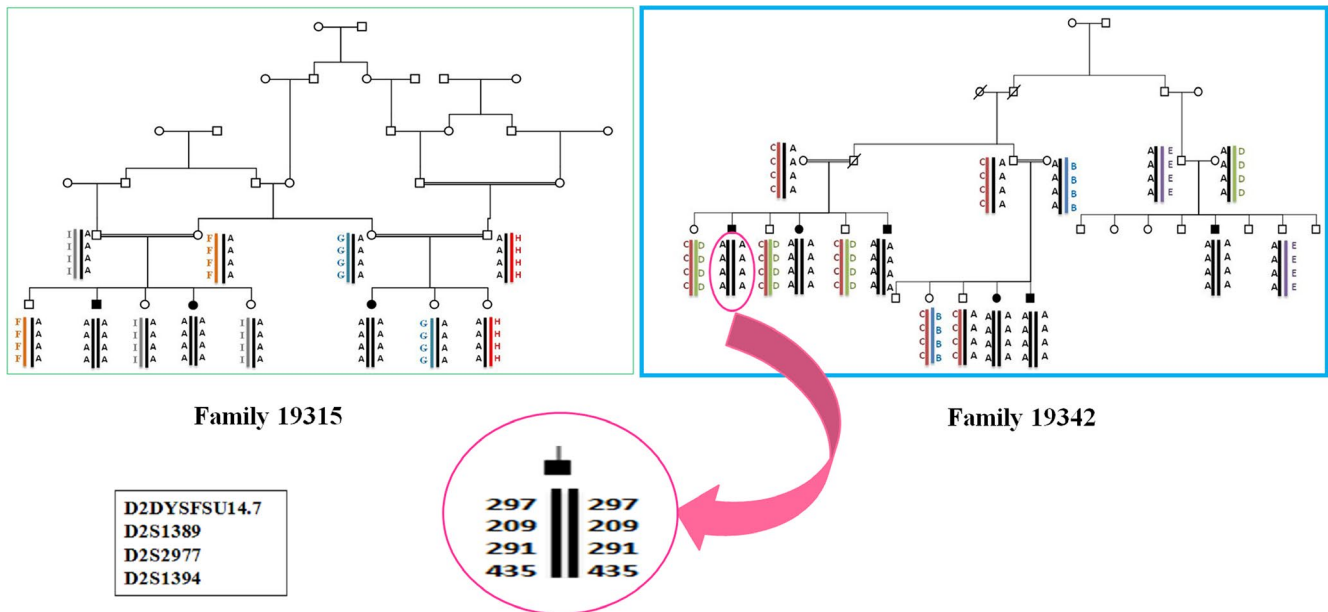 I A F A G A A H
I A F A G A A H
I A F A G A A H
I A F A G A A H
F A A A I A A A I A A A G A A H
F A A A I A A A I A A A G A A H
F A A A I A A A I A A A G A A H
F A A A I A A A I A A A G A A H
Family 19315
C A C A A B A E A D
C A C A A B A E A D
C A C A A B A E A D
C A C A A B A E A D
C D A A C D A A C D A A A A A E
C D A A C D A A C D A A A A A E
C D A A C D A A C D A A A A A E
C D A A C D A A C D A A A A A E
C B C A A A A A
C B C A A A A A
C B C A A A A A
C B C A A A A A
Family 19342
D2DYSFSU14.7
D2S1389
D2S2977
D2S1394
297 297
209 209
291 291
435 435